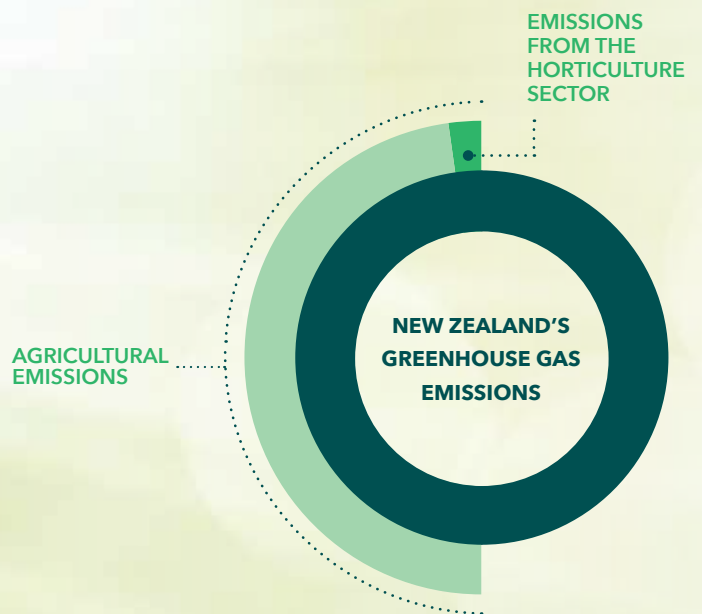 EMISSIONS
FROM THE
HORTICULTURE
SECTOR
AGRICULTURAL
EMISSIONS
NEW ZEALAND’S
GREENHOUSE GAS
EMISSIONS